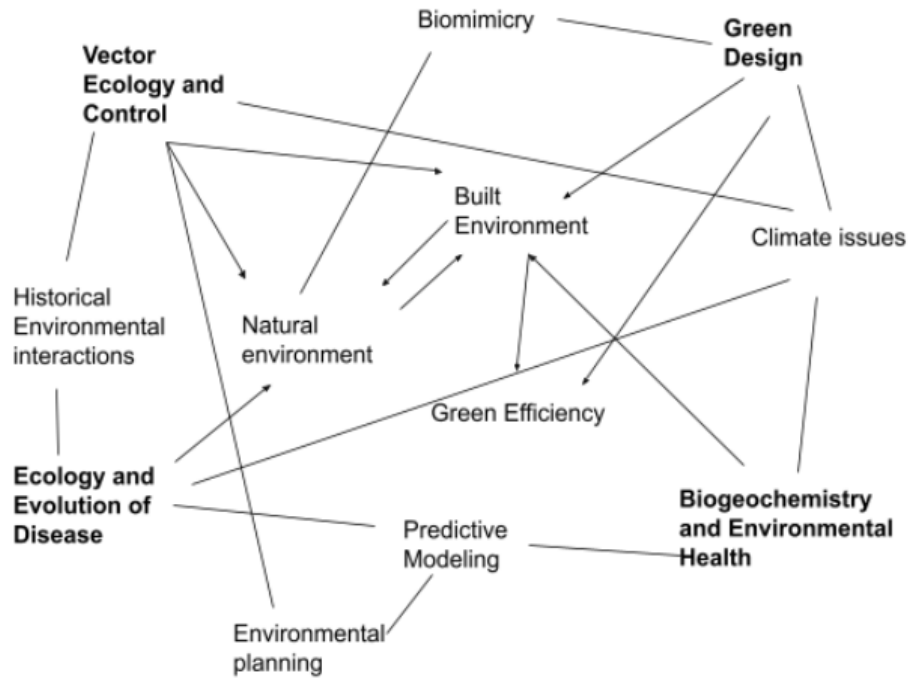 Biomimicry
Green
Design
Vector
Ecology and
Control
Built
Environment
Climate issues
Historical
Environmental
interactions
Natural
environment
Green Efficiency
Ecology and
Evolution of
Disease
Biogeochemistry
and Environmental
Health
Predictive
Modeling
Environmental
planning